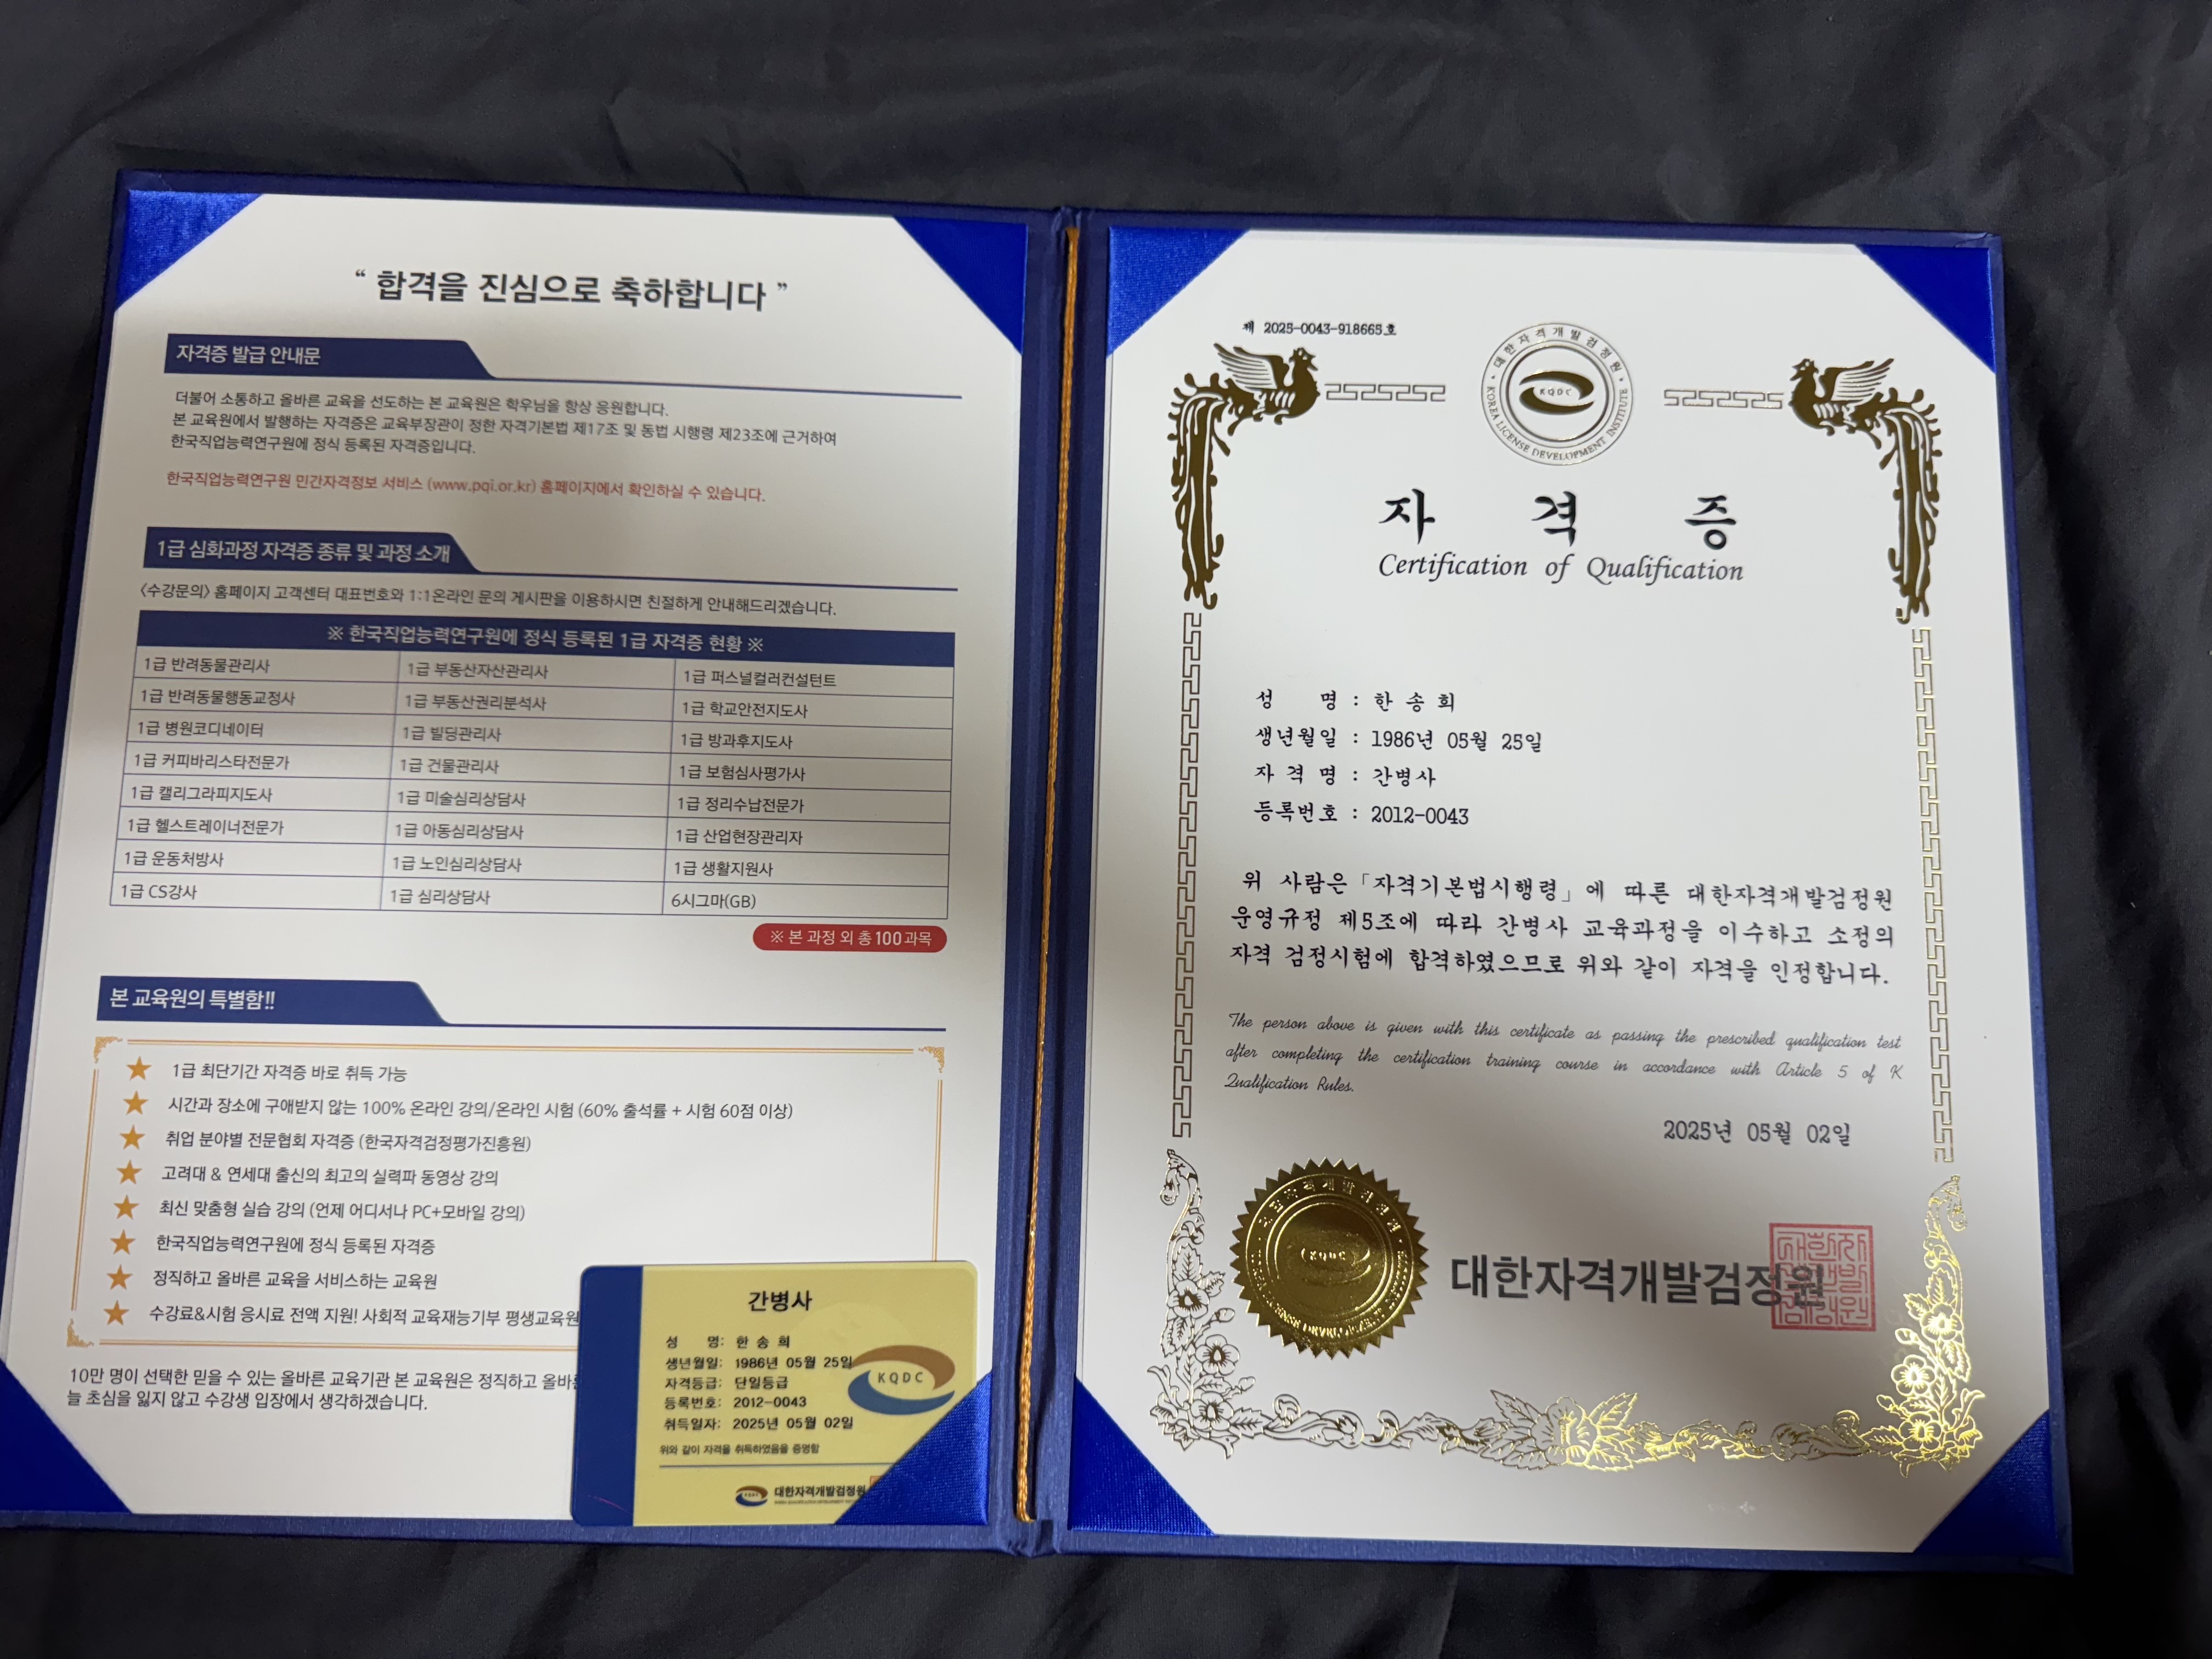 “ 합격을 진심으로 축하합니다 ”
자격증 발급 안내문
더불어 소통하고 올바른 교육을 선도하는 본 교육원은 학우님을 항상 응원합니다.
본 교육원에서 발행하는 자격증은 교육부장관이 정한 자격기본법 제17조 및 동법 시행령 제23조에 근거하여
한국직업능력연구원에 정식 등록된 자격증입니다.
한국직업능력연구원 민간자격정보 서비스 (www.pqi.or.kr) 홈페이지에서 확인하실 수 있습니다.
1급 심화과정 자격증 종류 및 과정 소개
<수강문의> 홈페이지 고객센터 대표번호와 1:1온라인 문의 게시판을 이용하시면 친절하게 안내해드리겠습니다.
※ 한국직업능력연구원에 정식 등록된 1급 자격증 현황 ※
1급 반려동물관리사 1급 부동산자산관리사 1급 퍼스널컬러컨설턴트
1급 반려동물행동교정사 1급 부동산권리분석사 1급 학교안전지도사
1급 병원코디네이터 1급 빌딩관리사 1급 방과후지도사
1급 커피바리스타전문가 1급 건물관리사 1급 보험심사평가사
1급 캘리그라피지도사 1급 미술심리상담사 1급 정리수납전문가
1급 헬스트레이너전문가 1급 아동심리상담사 1급 산업현장관리자
1급 운동처방사 1급 노인심리상담사 1급 생활지원사
1급 CS강사 1급 심리상담사 6시그마(GB)
※ 본 과정 외 총 100과목
본 교육원의 특별함!!
★ 1급 최단기간 자격증 바로 취득 가능
★ 시간과 장소에 구애받지 않는 100% 온라인 강의/온라인 시험 (60% 출석률 + 시험 60점 이상)
★ 취업 분야별 전문협회 자격증 (한국자격검정평가진흥원)
★ 고려대 & 연세대 출신의 최고의 실력파 동영상 강의
★ 최신 맞춤형 실습 강의 (언제 어디서나 PC+모바일 강의)
★ 한국직업능력연구원에 정식 등록된 자격증
★ 정직하고 올바른 교육을 서비스하는 교육원
★ 수강료&시험 응시료 전액 지원! 사회적 교육재능기부 평생교육원
10만 명이 선택한 믿을 수 있는 올바른 교육기관 본 교육원은 정직하고
늘 초심을 잃지 않고 수강생 입장에서 생각하겠습니다.
간병사
성 명: 한 송 희
생년월일: 1986년 05월 25일
자격등급: 단일등급
등록번호: 2012-0043
취득일자: 2025년 05월 02일
위와 같이 자격을 취득하였음을 증명함
KQDC
KQDC 대한자격개발검정원
제 2025-0043-918665호
대한자격개발검정원
KQDC
KOREA LICENSE DEVELOPMENT INSTITUTE
자 격 증
Certification of Qualification
성 명 : 한 송 희
생년월일 : 1986년 05월 25일
자 격 명 : 간병사
등록번호 : 2012-0043
위 사람은 「자격기본법시행령」에 따른 대한자격개발검정원
운영규정 제5조에 따라 간병사 교육과정을 이수하고 소정의
자격 검정시험에 합격하였으므로 위와 같이 자격을 인정합니다.
The person above is given with this certificate as passing the prescribed qualification test
after completing the certification training course in accordance with Article 5 of K
Qualification Rules.
2025년 05월 02일
KQDC
대한자격개발검정원